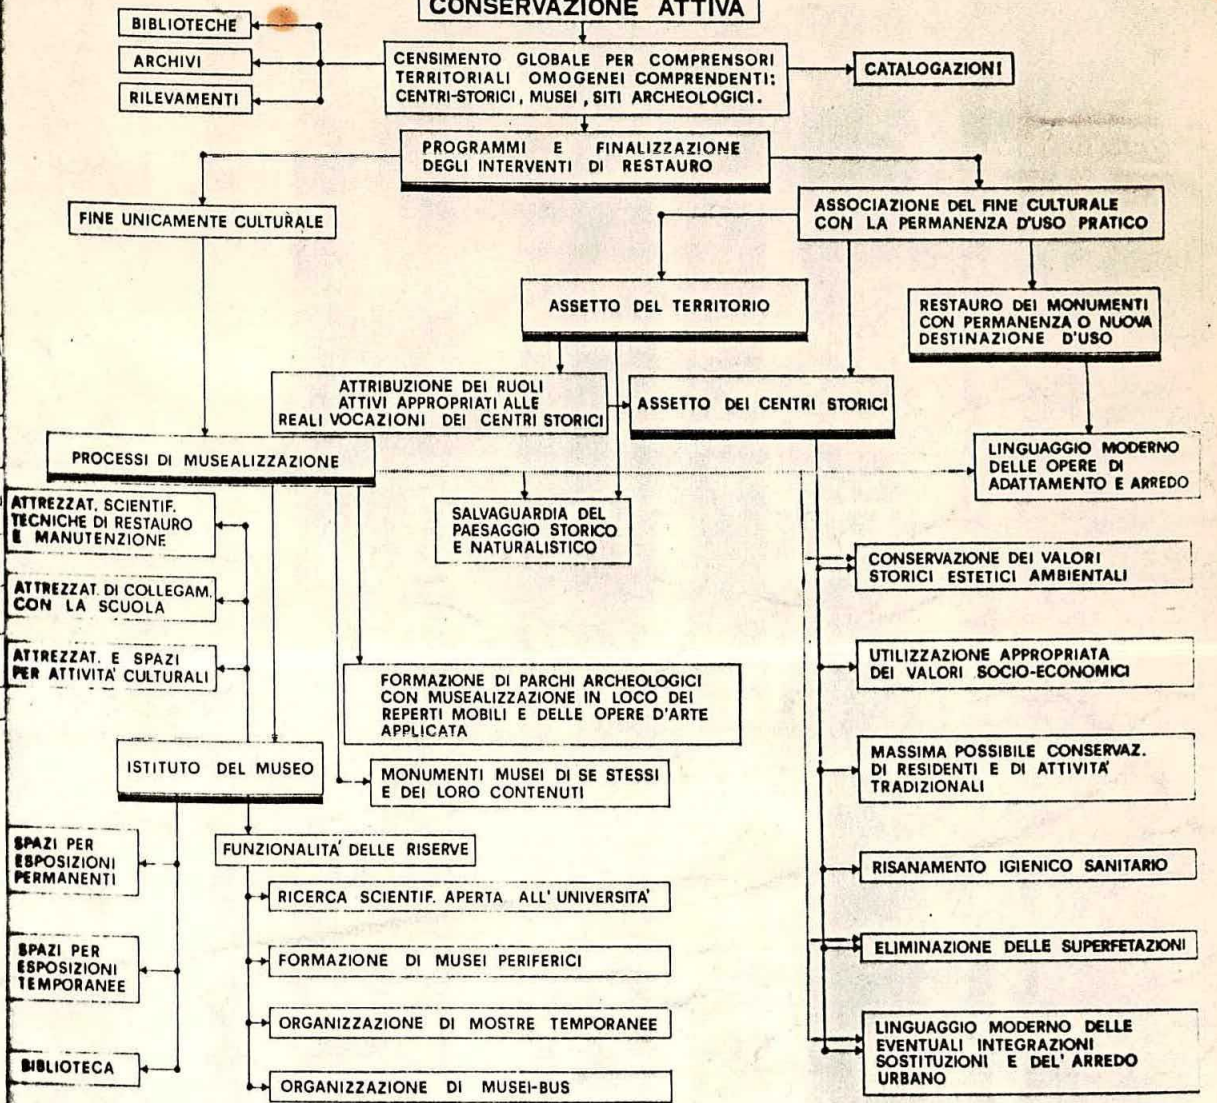 CONSERVAZIONE ATTIVA
BIBLIOTECHE
ARCHIVI
RILEVAMENTI
CENSIMENTO GLOBALE PER COMPRENSORI
TERRITORIALI OMOGENEI COMPRENDENTI:
CENTRI-STORICI, MUSEI, SITI ARCHEOLOGICI.
CATALOGAZIONI
PROGRAMMI E FINALIZZAZIONE
DEGLI INTERVENTI DI RESTAURO
FINE UNICAMENTE CULTURALE
ASSOCIAZIONE DEL FINE CULTURALE
CON LA PERMANENZA D'USO PRATICO
ASSETTO DEL TERRITORIO
RESTAURO DEI MONUMENTI
CON PERMANENZA O NUOVA
DESTINAZIONE D'USO
ATTRIBUZIONE DEI RUOLI
ATTIVI APPROPRIATI ALLE
REALI VOCAZIONI DEI CENTRI STORICI
ASSETTO DEI CENTRI STORICI
PROCESSI DI MUSEALIZZAZIONE
LINGUAGGIO MODERNO
DELLE OPERE DI
ADATTAMENTO E ARREDO
ATTREZZAT. SCIENTIF.
TECNICHE DI RESTAURO
E MANUTENZIONE
SALVAGUARDIA DEL
PAESAGGIO STORICO
E NATURALISTICO
CONSERVAZIONE DEI VALORI
STORICI ESTETICI AMBIENTALI
ATTREZZAT. DI COLLEGAM.
CON LA SCUOLA
ATTREZZAT. E SPAZI
PER ATTIVITA' CULTURALI
UTILIZZAZIONE APPROPRIATA
DEI VALORI SOCIO-ECONOMICI
FORMAZIONE DI PARCHI ARCHEOLOGICI
CON MUSEALIZZAZIONE IN LOCO DEI
REPERTI MOBILI E DELLE OPERE D'ARTE
APPLICATA
ISTITUTO DEL MUSEO
MONUMENTI MUSEI DI SE STESSI
E DEI LORO CONTENUTI
MASSIMA POSSIBILE CONSERVAZ.
DI RESIDENTI E DI ATTIVITA'
TRADIZIONALI
SPAZI PER
ESPOSIZIONI
PERMANENTI
FUNZIONALITA' DELLE RISERVE
RISANAMENTO IGIENICO SANITARIO
RICERCA SCIENTIF. APERTA ALL' UNIVERSITA'
SPAZI PER
ESPOSIZIONI
TEMPORANEE
FORMAZIONE DI MUSEI PERIFERICI
ELIMINAZIONE DELLE SUPERFETAZIONI
ORGANIZZAZIONE DI MOSTRE TEMPORANEE
LINGUAGGIO MODERNO DELLE
EVENTUALI INTEGRAZIONI
SOSTITUZIONI E DEL' ARREDO
URBANO
BIBLIOTECA
ORGANIZZAZIONE DI MUSEI-BUS